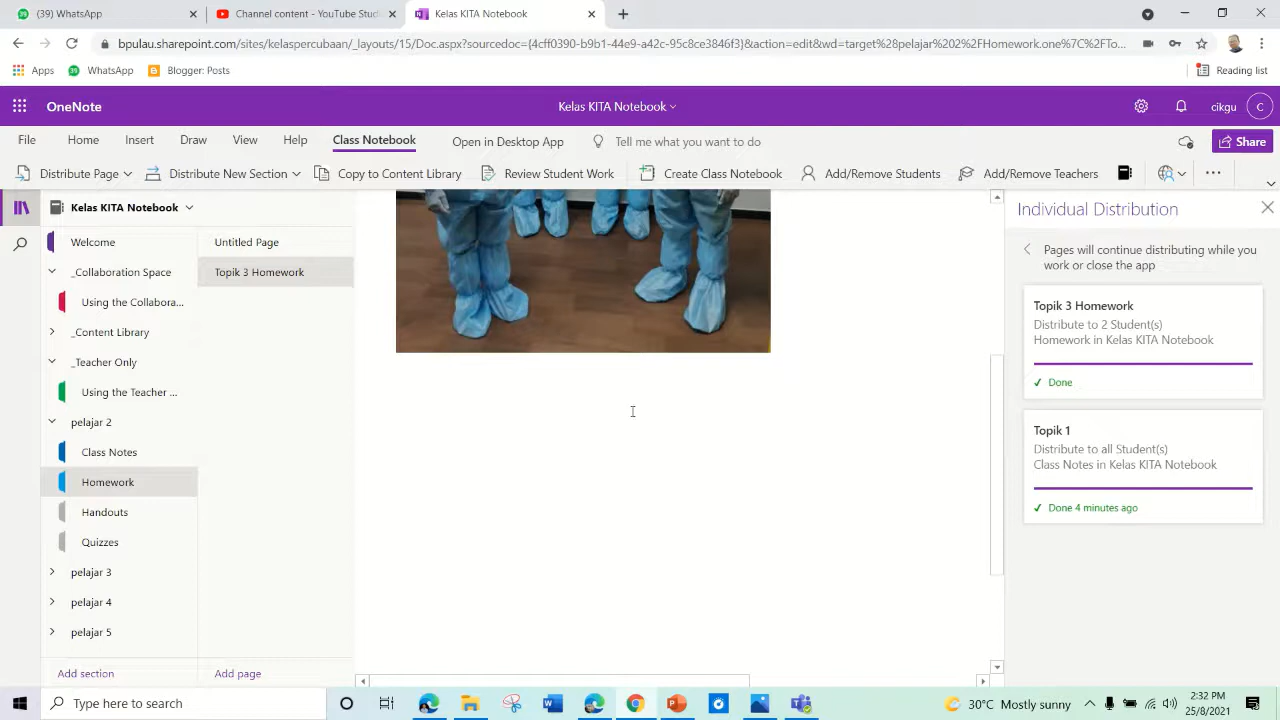 (39) WhatsApp
Channel content - YouTube Stud
Kelas KITA Notebook
bpulau.sharepoint.com/sites/kelaspercubaan/_layouts/15/Doc.aspx?sourcedoc={4cff0390-b9b1-44e9-a42c-95c8ce3846f3}&action=edit&wd=target%28pelajar%202%2FHomework.one%7C%2FTo...
Apps
WhatsApp
Blogger: Posts
Reading list
OneNote
Kelas KITA Notebook
cikgu
C
File
Home
Insert
Draw
View
Help
Class Notebook
Open in Desktop App
Tell me what you want to do
Share
Distribute Page
Distribute New Section
Copy to Content Library
Review Student Work
Create Class Notebook
Add/Remove Students
Add/Remove Teachers
Kelas KITA Notebook
Welcome
_Collaboration Space
Using the Collabora...
_Content Library
_Teacher Only
Using the Teacher ...
pelajar 2
Class Notes
Homework
Handouts
Quizzes
pelajar 3
pelajar 4
pelajar 5
Add section
Untitled Page
Topik 3 Homework
Add page
Individual Distribution
Pages will continue distributing while you
work or close the app
Topik 3 Homework
Distribute to 2 Student(s)
Homework in Kelas KITA Notebook
Done
Topik 1
Distribute to all Student(s)
Class Notes in Kelas KITA Notebook
Done 4 minutes ago
Type here to search
30°C Mostly sunny
2:32 PM
25/8/2021